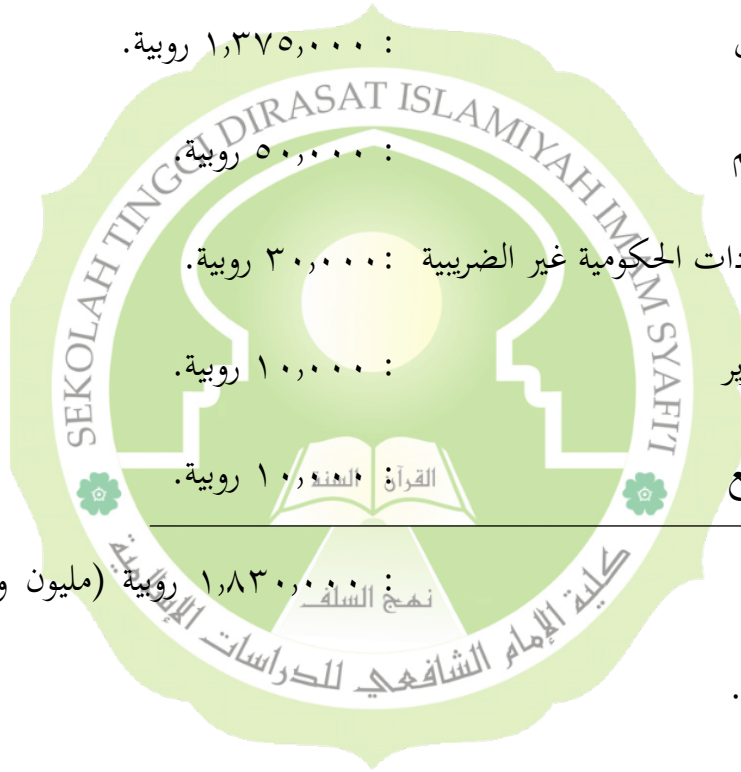 : ١,٣٧٥,٠٠٠ روبية.
: ٥٠,٠٠٠ روبية.
دات الحكومية غير الضريبية : ٣٠,٠٠٠ روبية.
ير : ١٠,٠٠٠ روبية.
ع : ١٠,٠٠٠ روبية.
: ١,٨٣٠,٠٠٠ روبية (مليون و
SEKOLAH TINGGI DIRASAT ISLAMIYAH IMAM SYAFI'I
القرآن السنة
نهج السلف
كلية الإمام الشافعي للدراسات الإسلامية